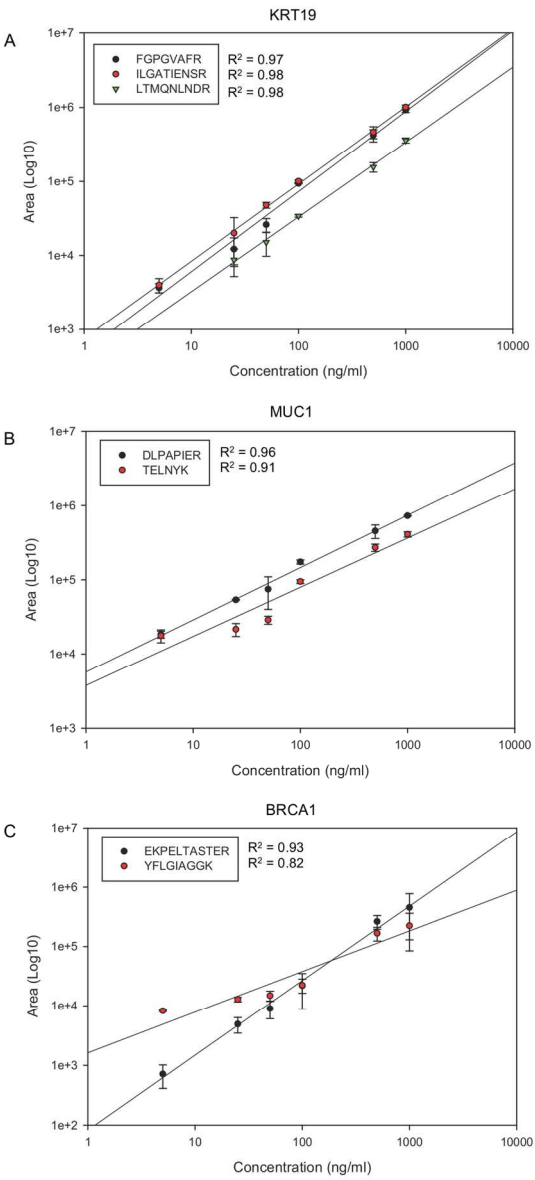 KRT19
A
1e+7
FGPGVAFR R² = 0.97
ILGATIENSR R² = 0.98
LTMQNLNDR R² = 0.98
1e+6
Area (Log10)
1e+5
1e+4
1e+3
1 10 100 1000 10000
Concentration (ng/ml)
MUC1
B
1e+7
DLPAPIER R² = 0.96
TELNYK R² = 0.91
1e+6
Area (Log10)
1e+5
1e+4
1e+3
1 10 100 1000 10000
Concentration (ng/ml)
BRCA1
C
1e+7
EKPELTASTER R² = 0.93
YFLGIAGGK R² = 0.82
1e+6
1e+5
Area (Log10)
1e+4
1e+3
1e+2
1 10 100 1000 10000
Concentration (ng/ml)